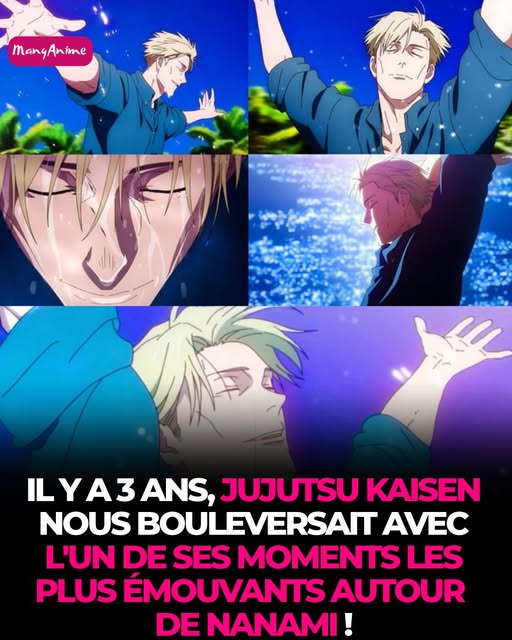 MangAnime
IL Y A 3 ANS, JUJUTSU KAISEN
NOUS BOULEVERSAIT AVEC
L'UN DE SES MOMENTS LES
PLUS ÉMOUVANTS AUTOUR
DE NANAMI !